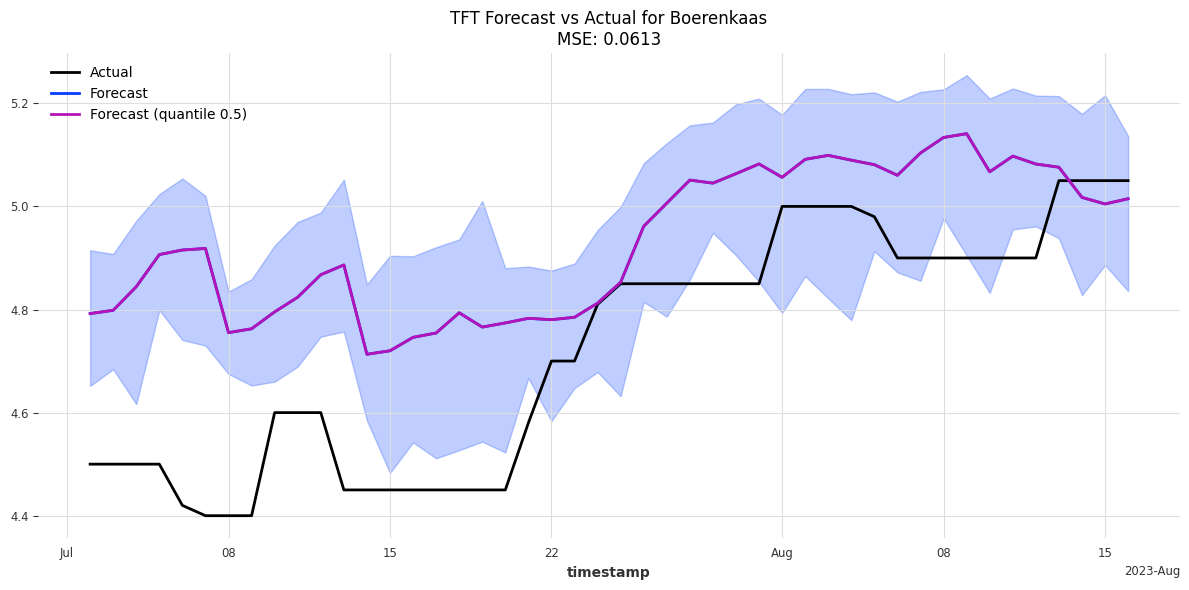 TFT Forecast vs Actual for Boerenkaas
MSE: 0.0613
Actual
Forecast
Forecast (quantile 0.5)
5.2
5.0
4.8
4.6
4.4
Jul
08
15
22
Aug
08
15
timestamp
2023-Aug